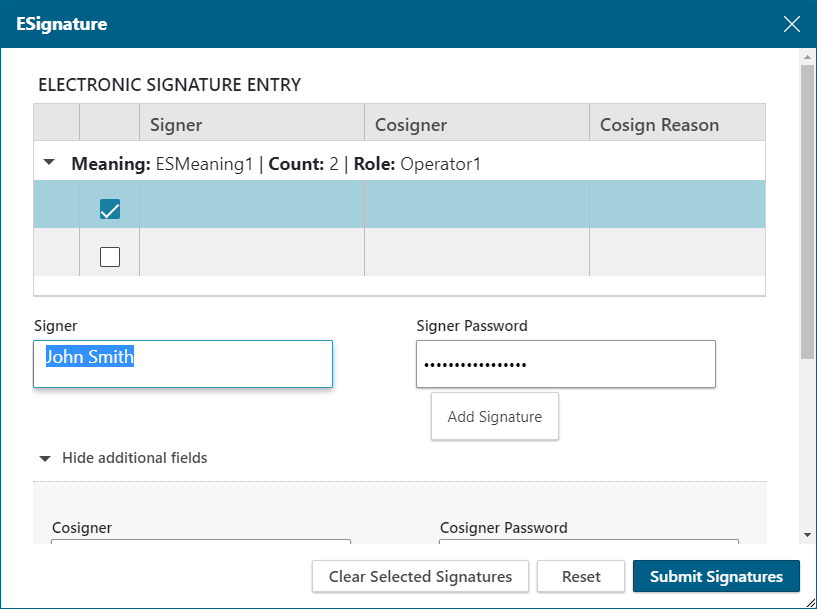 ESignature
ELECTRONIC SIGNATURE ENTRY
Signer Cosigner Cosign Reason
Meaning: ESMeaning1 | Count: 2 | Role: Operator1
Signer Signer Password
John Smith •••••••••••••••••
Add Signature
Hide additional fields
Cosigner Cosigner Password
Clear Selected Signatures Reset Submit Signatures